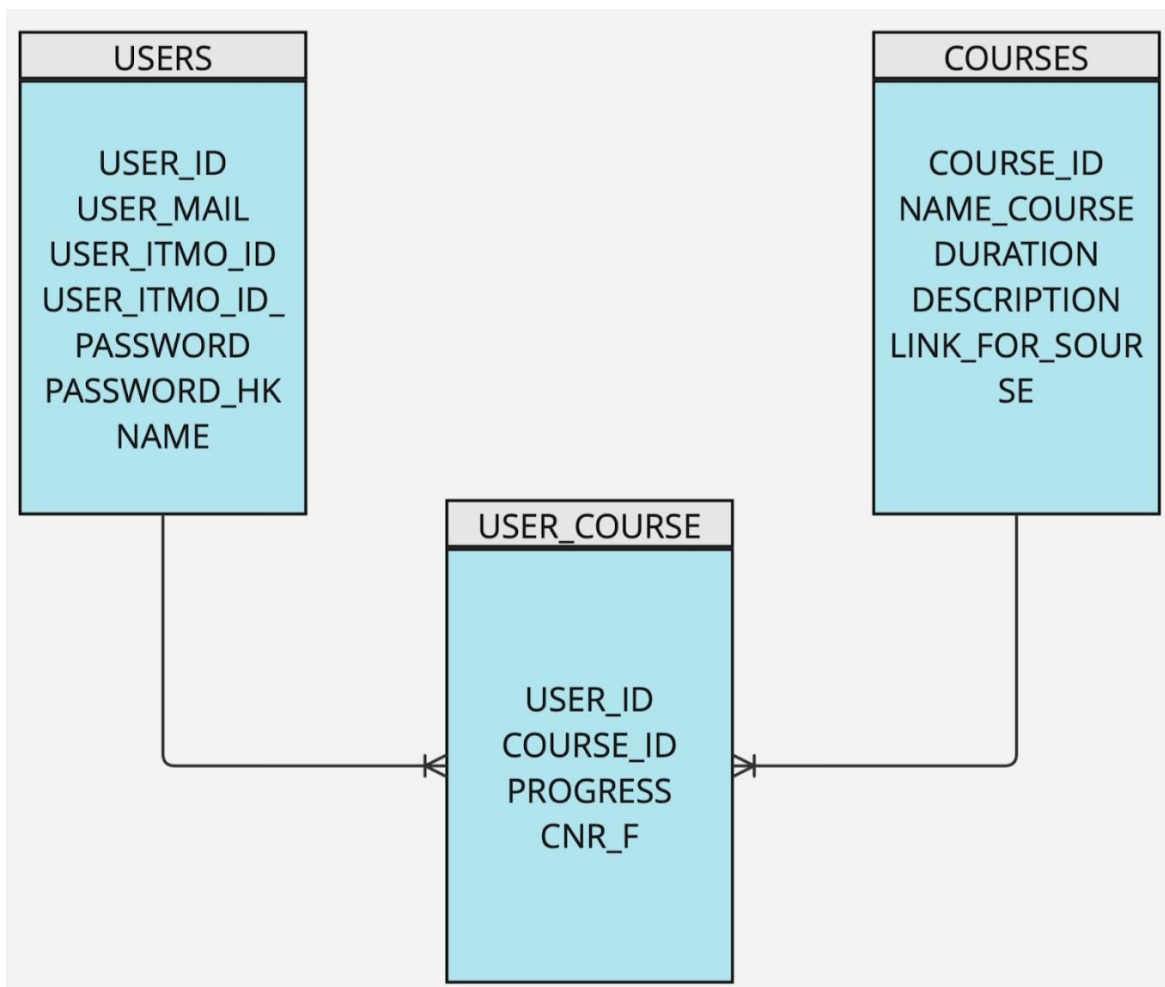 USERS
USER_ID
USER_MAIL
USER_ITMO_ID
USER_ITMO_ID_
PASSWORD
PASSWORD_HK
NAME
COURSES
COURSE_ID
NAME_COURSE
DURATION
DESCRIPTION
LINK_FOR_SOUR
SE
USER_COURSE
USER_ID
COURSE_ID
PROGRESS
CNR_F